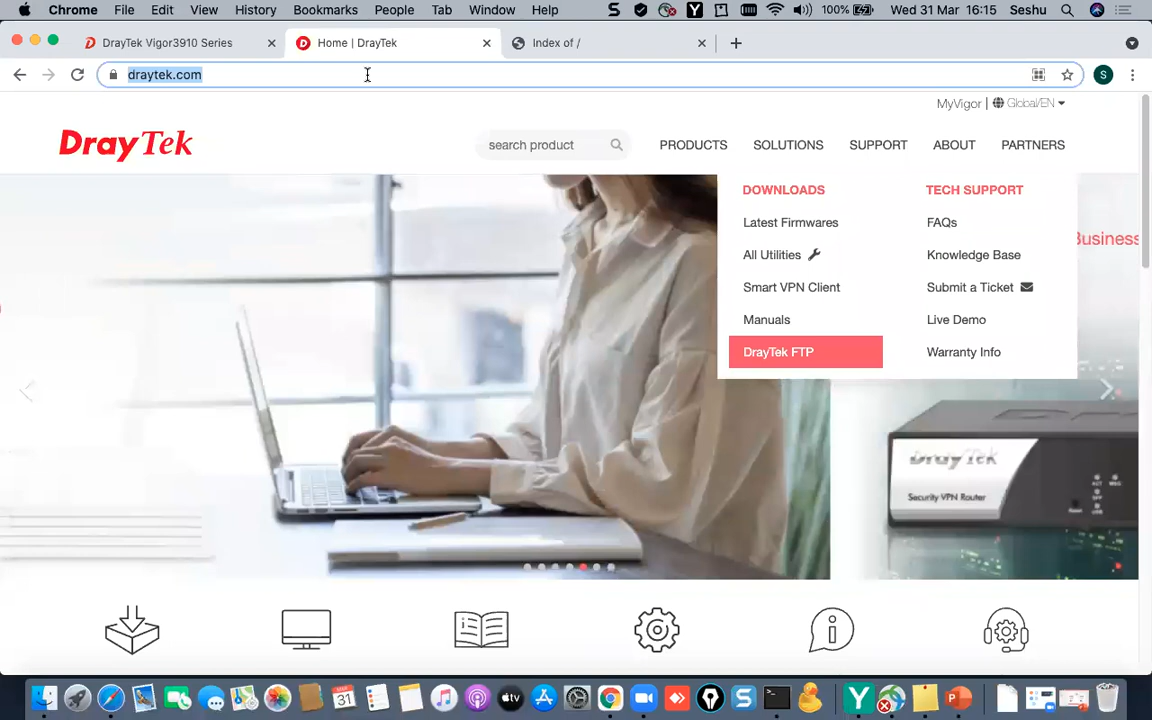 Chrome File Edit View History Bookmarks People Tab Window Help 100% Wed 31 Mar 16:15 Seshu
DrayTek Vigor3910 Series
Home | DrayTek
Index of /
draytek.com
S
MyVigor | Global/EN
DrayTek
search product
PRODUCTS SOLUTIONS SUPPORT ABOUT PARTNERS
DOWNLOADS
Latest Firmwares
All Utilities
Smart VPN Client
Manuals
DrayTek FTP
TECH SUPPORT
FAQs
Knowledge Base
Submit a Ticket
Live Demo
Warranty Info
Business
DrayTek
Security VPN Router